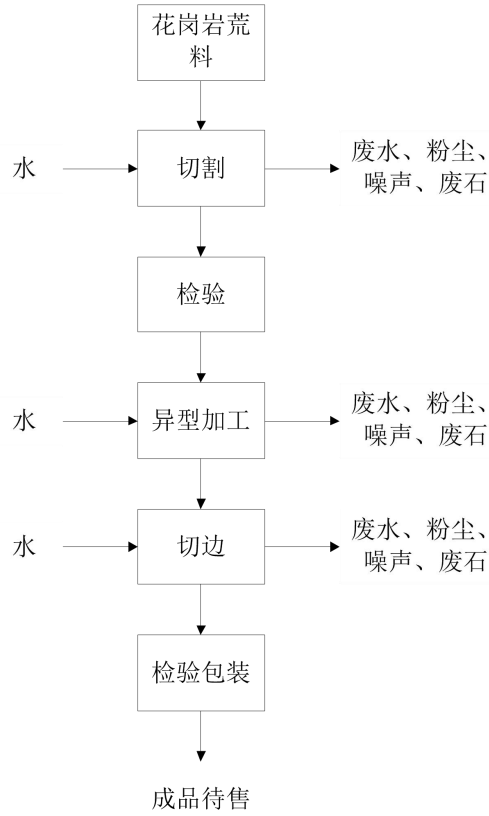 花岗岩荒
料
水
切割
废水、粉尘、
噪声、废石
检验
水
异型加工
废水、粉尘、
噪声、废石
水
切边
废水、粉尘、
噪声、废石
检验包装
成品待售